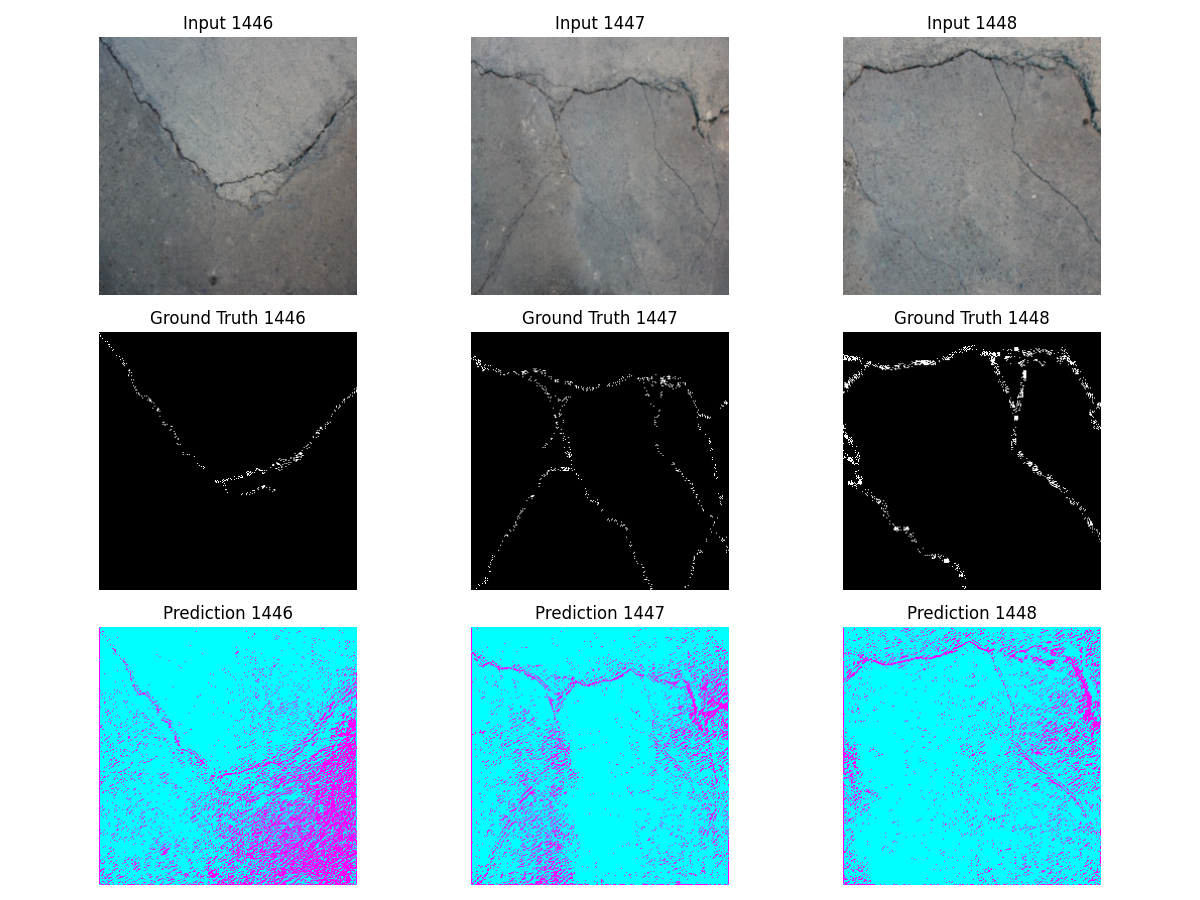 Input 1446
Input 1447
Input 1448
Ground Truth 1446
Ground Truth 1447
Ground Truth 1448
Prediction 1446
Prediction 1447
Prediction 1448